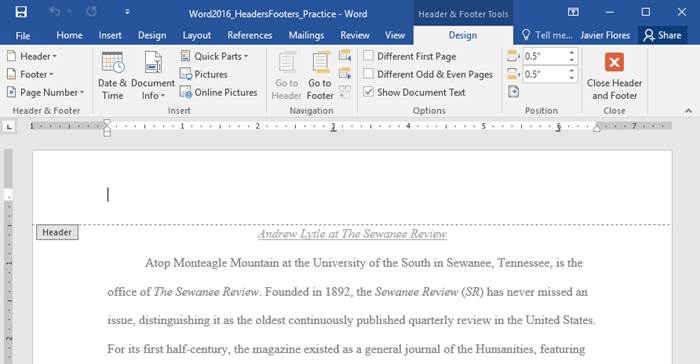 Word2016_HeadersFooters_Practice - Word
Header & Footer Tools
File Home Insert Design Layout References Mailings Review View Design Tell me... Javier Flores Share
Header
Footer
Page Number
Header & Footer
Date & Time
Document Info
Quick Parts
Pictures
Online Pictures
Insert
Go to Header
Go to Footer
Navigation
Different First Page
Different Odd & Even Pages
Show Document Text
Options
0.5"
0.5"
Position
Close Header and Footer
Close
1 1 2 3 4 5 6 7
Header
Andrew Lytle at The Sewanee Review
Atop Monteagle Mountain at the University of the South in Sewanee, Tennessee, is the
office of The Sewanee Review. Founded in 1892, the Sewanee Review (SR) has never missed an
issue, distinguishing it as the oldest continuously published quarterly review in the United States.
For its first half-century, the magazine existed as a general journal of the Humanities, featuring